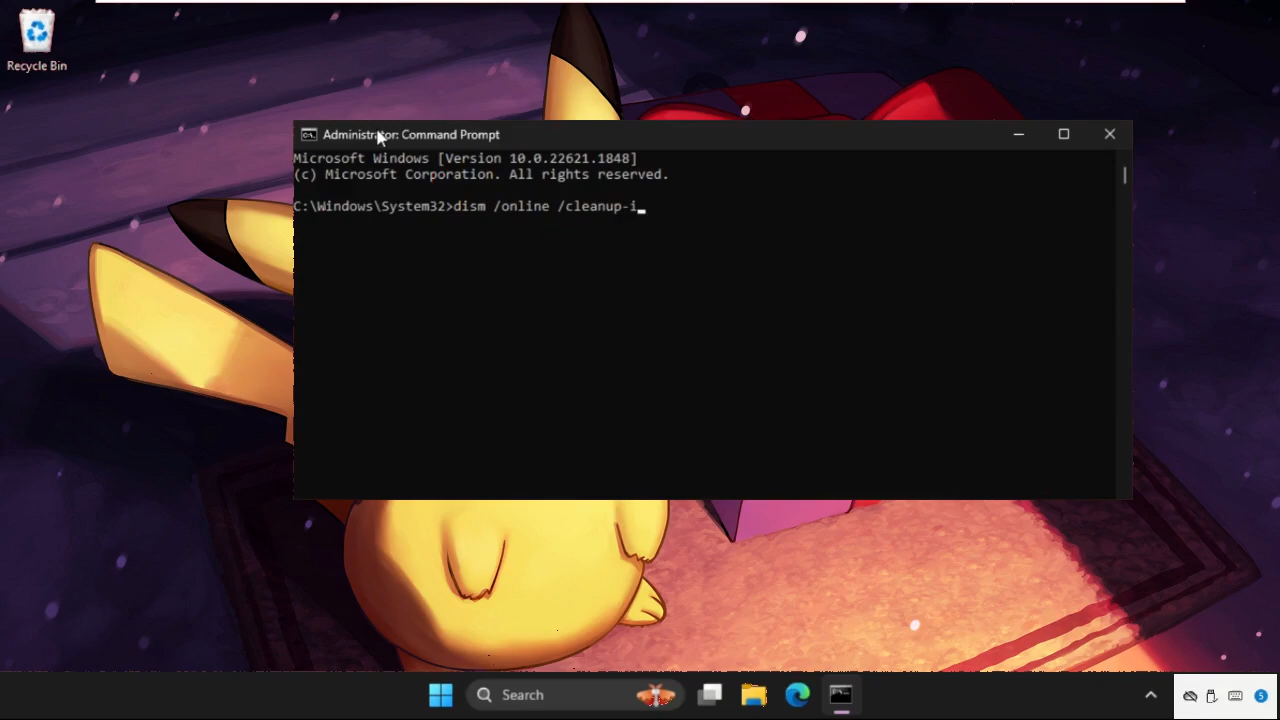 Recycle Bin
Administrator: Command Prompt
Microsoft Windows [Version 10.0.22621.1848]
(c) Microsoft Corporation. All rights reserved.
C:\Windows\System32>dism /online /cleanup-i
Search
5